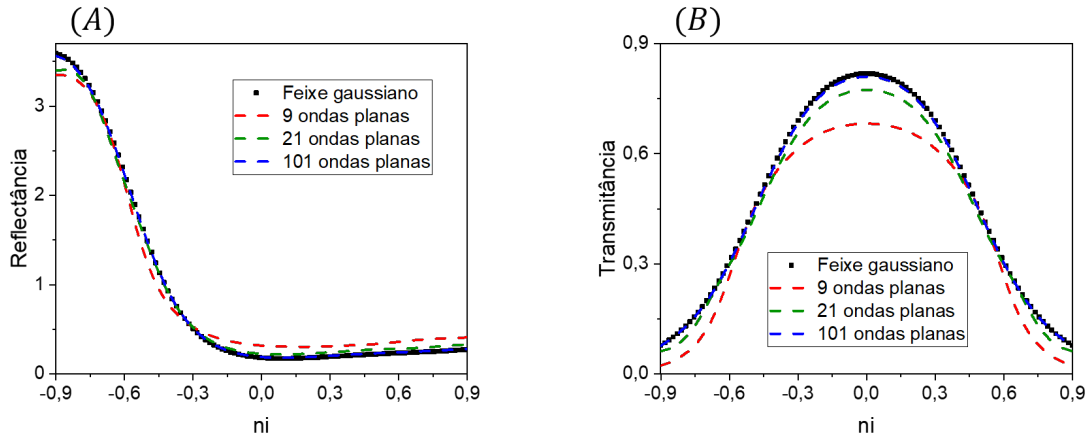 (A)
Reflectância
3
2
1
0
Feixe gaussiano
9 ondas planas
21 ondas planas
101 ondas planas
-0,9 -0,6 -0,3 0,0 0,3 0,6 0,9
ni
(B)
Transmitância
0,9
0,6
0,3
0,0
Feixe gaussiano
9 ondas planas
21 ondas planas
101 ondas planas
-0,9 -0,6 -0,3 0,0 0,3 0,6 0,9
ni